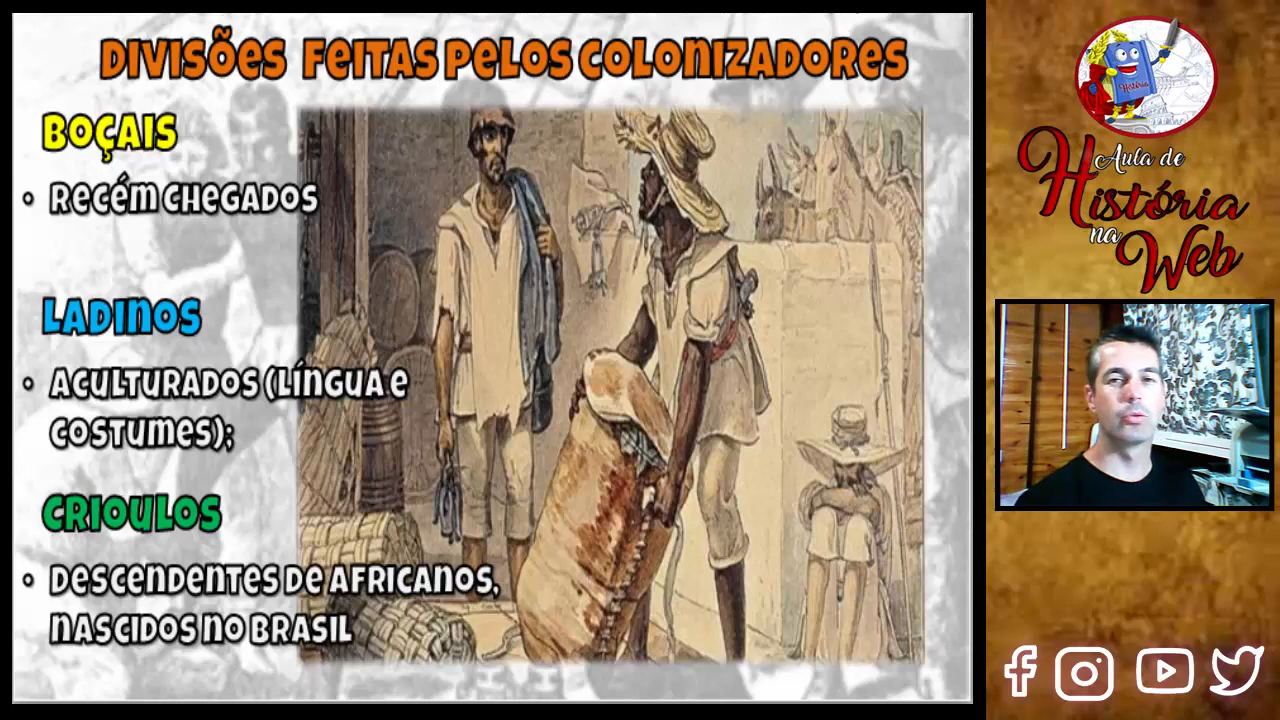 DIVISÕES FEITAS PELOS COLONIZADORES
BOÇAIS
• RECÉM CHEGADOS
LADINOS
• ACULTURADOS (LÍNGUA E
COSTUMES);
CRIOULOS
• DESCENDENTES DE AFRICANOS,
NASCIDOS NO BRASIL
História
Aula de
História
na
Web